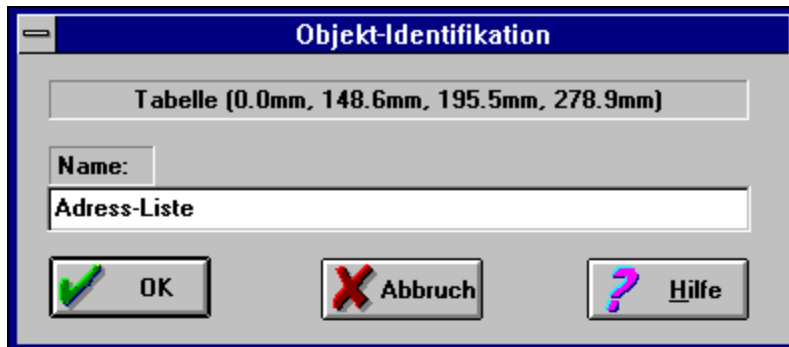 Objekt-Identifikation
Tabelle (0.0mm, 148.6mm, 195.5mm, 278.9mm)
Name:
Adress-Liste
OK Abbruch Hilfe